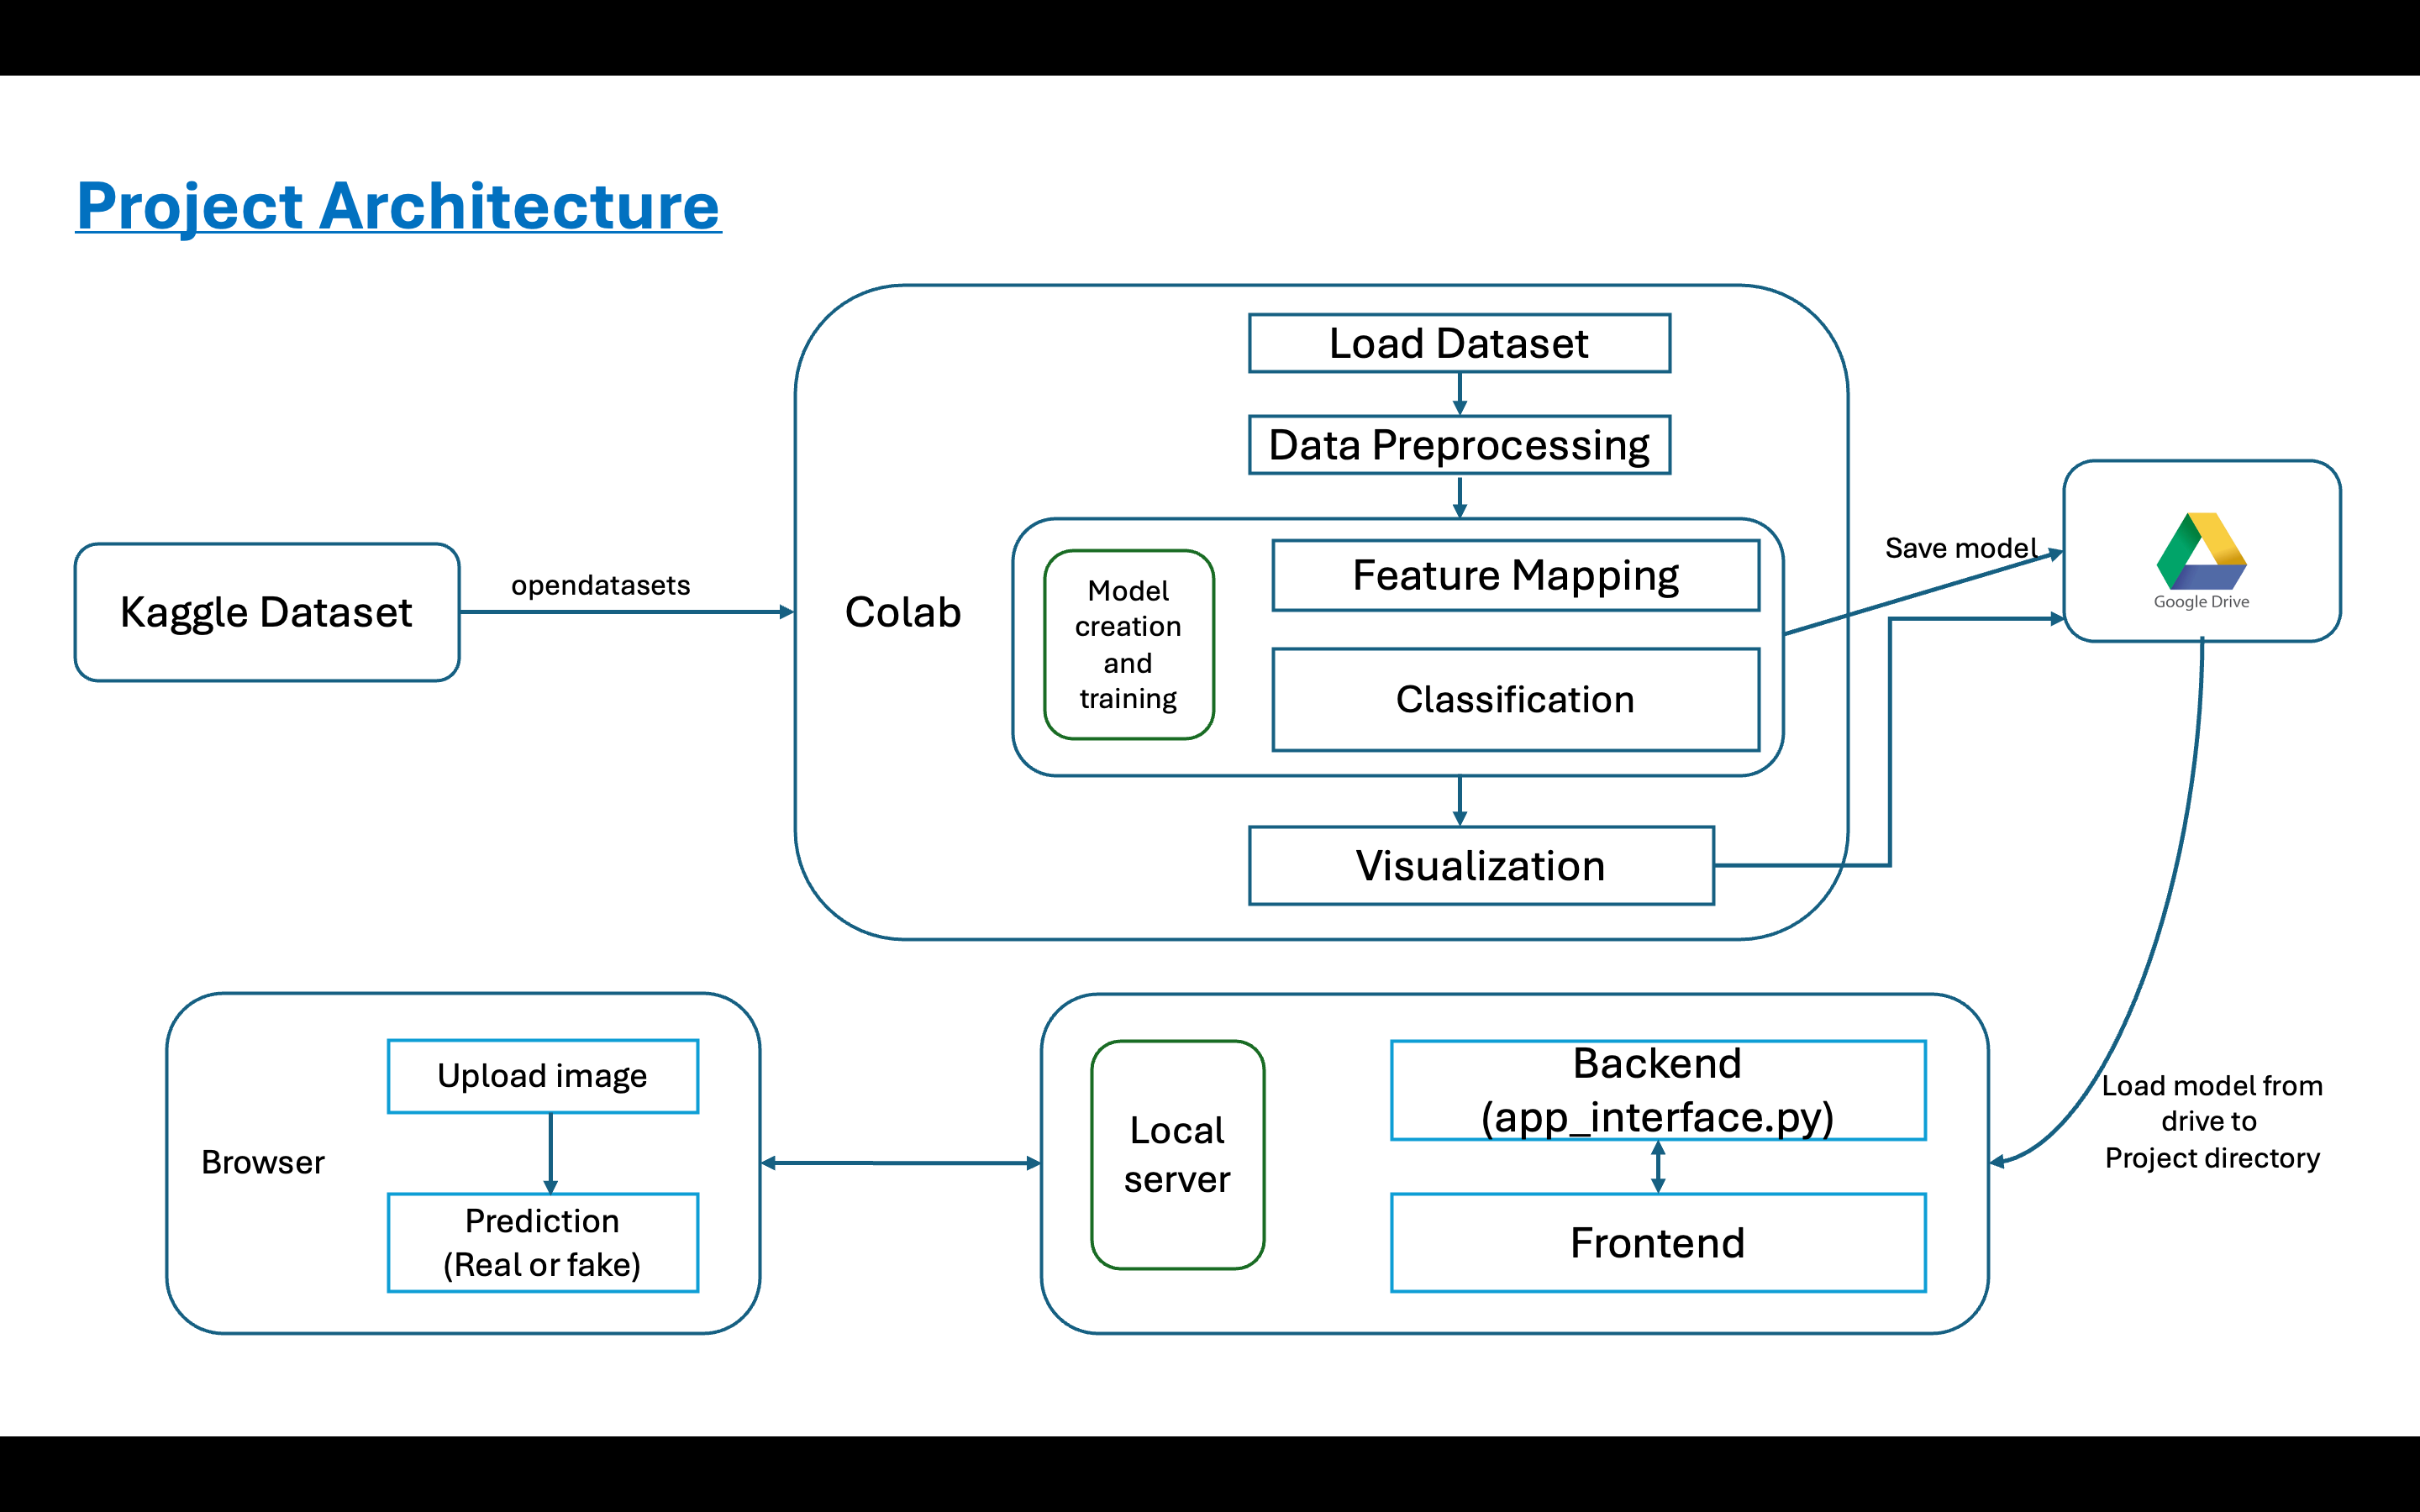 Project Architecture
Load Dataset
Data Preprocessing
Kaggle Dataset
opendatasets
Colab
Model
creation
and
training
Feature Mapping
Classification
Visualization
Save model
Google Drive
Browser
Upload image
Prediction
(Real or fake)
Local
server
Backend
(app_interface.py)
Frontend
Load model from
drive to
Project directory